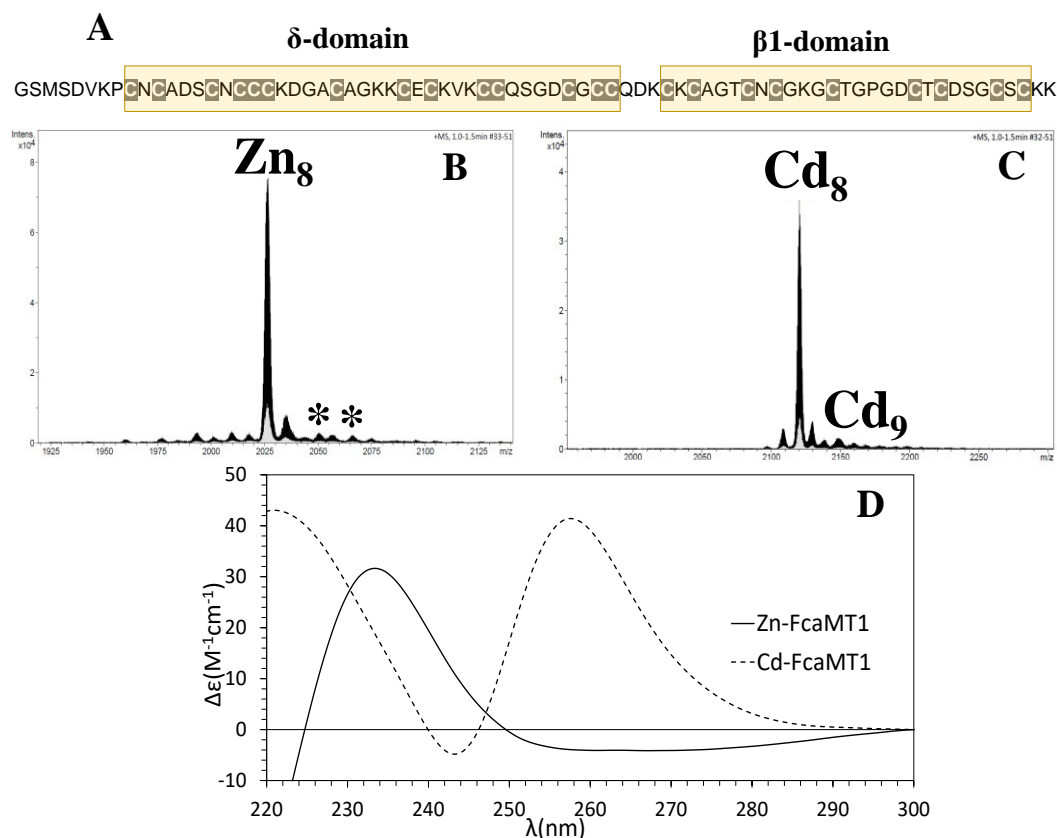 A
δ-domain
β1-domain
GSMSDVKPCNCADSCNCCCKDGACAGKKCECKVKCCQSGDCGCCQDKCKCAGTCNCGKGCTGPGDCTCDSGCSCKK
Intens.
x10⁴
+MS, 1.0-1.5min #33-51
Zn₈
B
8
6
4
2
0
* *
1925 1950 1975 2000 2025 2050 2075 2100 2125 m/z
Intens.
x10⁴
+MS, 1.0-1.5min #32-51
Cd₈
C
4
3
2
1
0
Cd₉
2000 2050 2100 2150 2200 2250 m/z
D
Δε(M⁻¹cm⁻¹)
50
40
30
20
10
0
-10
Zn-FcaMT1
Cd-FcaMT1
220 230 240 250 260 270 280 290 300
λ(nm)